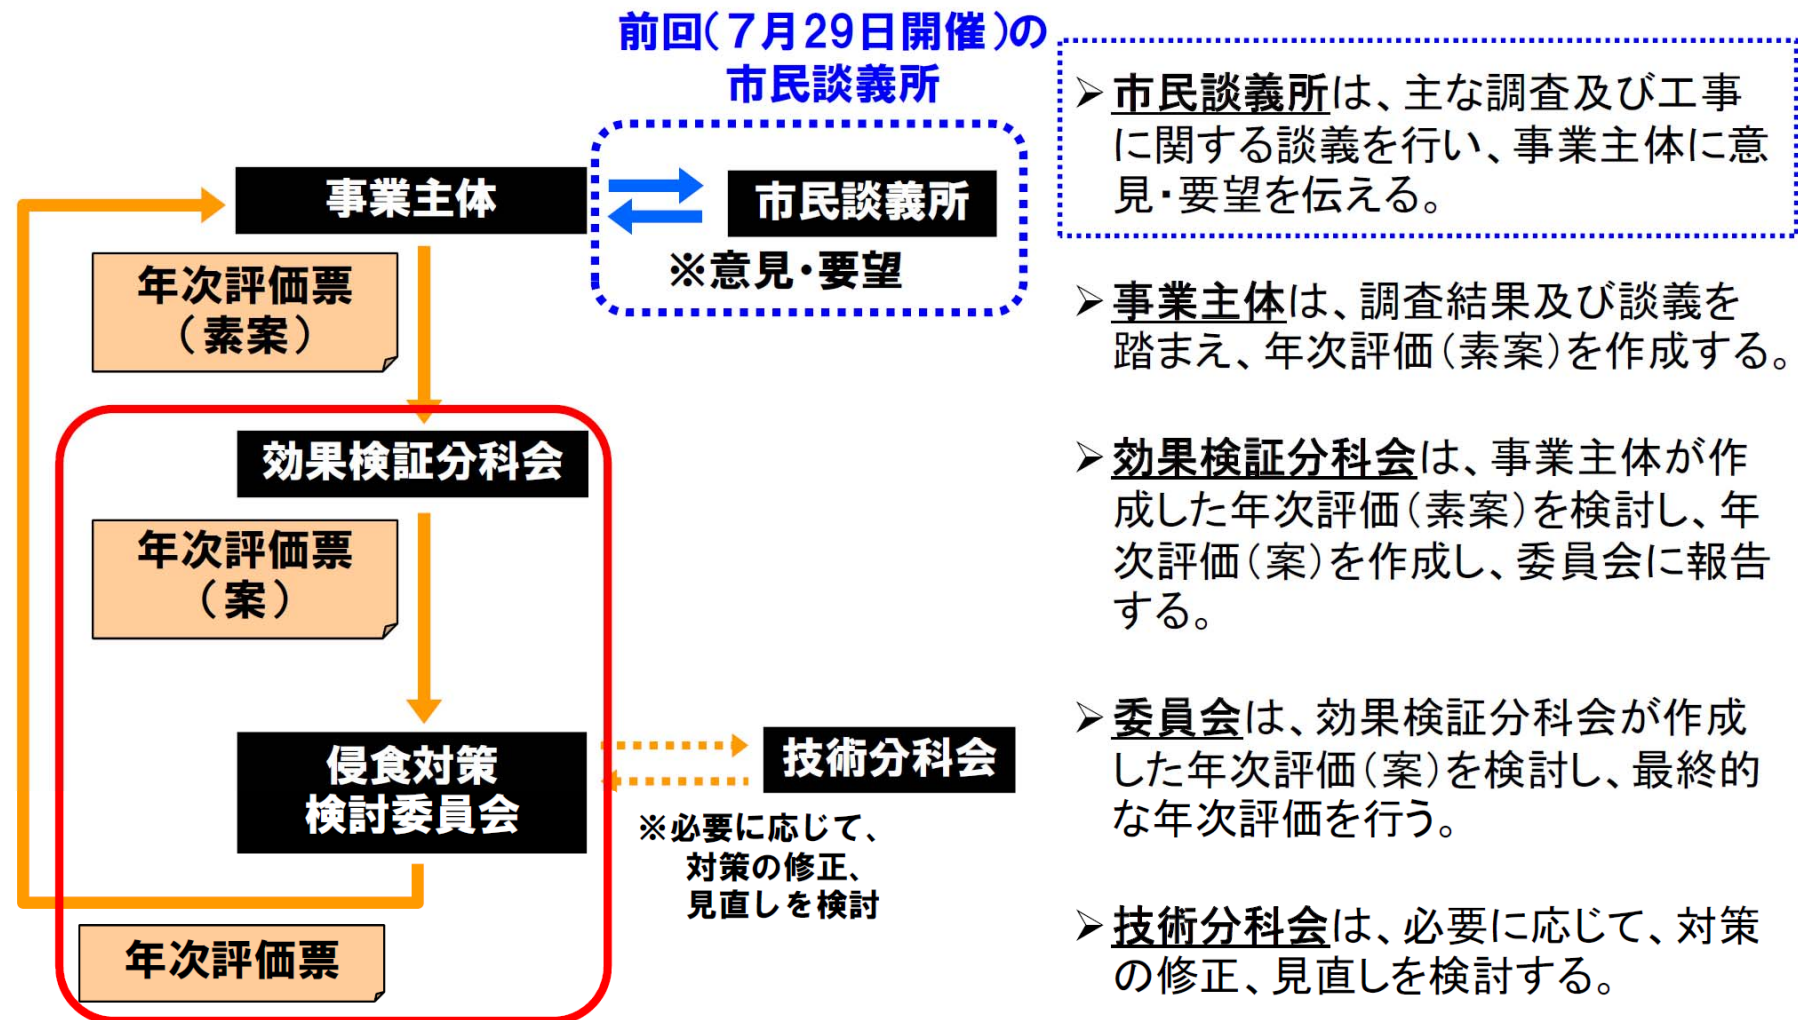 前回(7月29日開催)の
市民談義所
事業主体
市民談義所
※意見・要望
年次評価票
(素案)
効果検証分科会
年次評価票
(案)
侵食対策
検討委員会
技術分科会
※必要に応じて、
対策の修正、
見直しを検討
年次評価票
➢市民談義所は、主な調査及び工事
に関する談義を行い、事業主体に意
見・要望を伝える。
➢事業主体は、調査結果及び談義を
踏まえ、年次評価(素案)を作成する。
➢効果検証分科会は、事業主体が作
成した年次評価(素案)を検討し、年
次評価(案)を作成し、委員会に報告
する。
➢委員会は、効果検証分科会が作成
した年次評価(案)を検討し、最終的
な年次評価を行う。
➢技術分科会は、必要に応じて、対策
の修正、見直しを検討する。